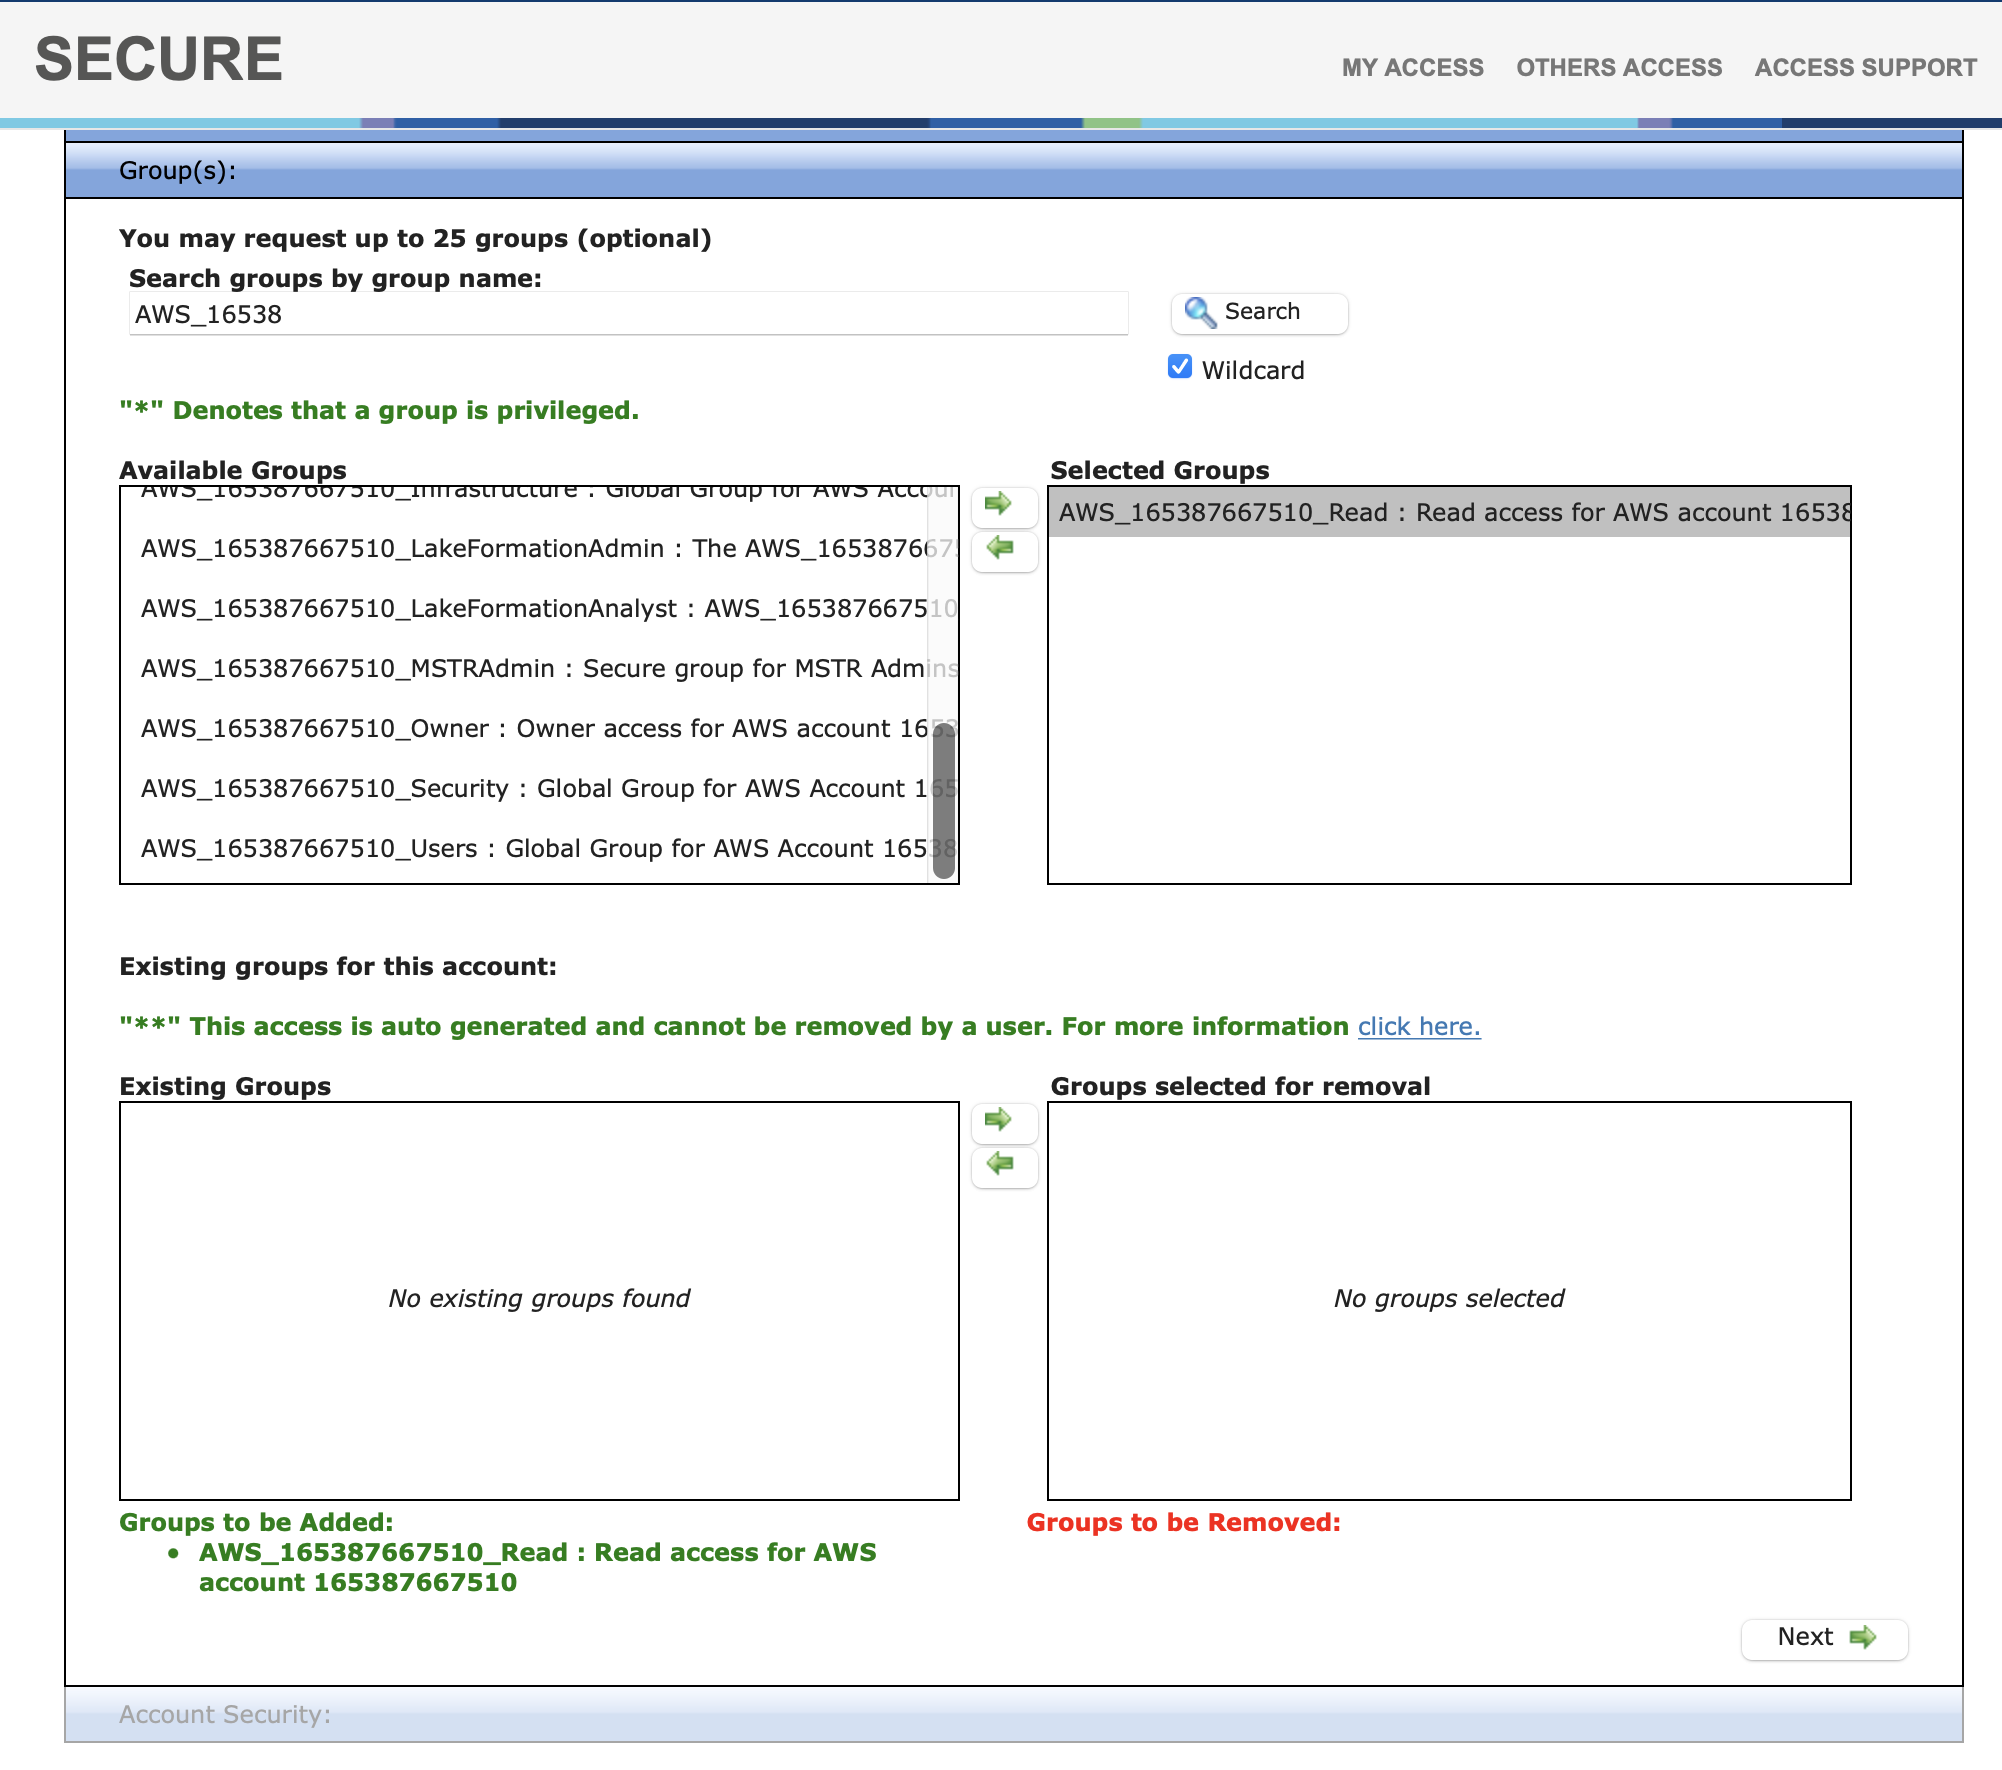 SECURE
MY ACCESS OTHERS ACCESS ACCESS SUPPORT
Group(s):
You may request up to 25 groups (optional)
Search groups by group name:
AWS_16538
Search
Wildcard
"*" Denotes that a group is privileged.
Available Groups
Selected Groups
AWS_165387667510_Infrastructure : Global Group for AWS Accour
AWS_165387667510_LakeFormationAdmin : The AWS_165387667
AWS_165387667510_LakeFormationAnalyst : AWS_165387667510
AWS_165387667510_MSTRAdmin : Secure group for MSTR Admins
AWS_165387667510_Owner : Owner access for AWS account 1653
AWS_165387667510_Security : Global Group for AWS Account 165
AWS_165387667510_Users : Global Group for AWS Account 16538
AWS_165387667510_Read : Read access for AWS account 16538
Existing groups for this account:
"**" This access is auto generated and cannot be removed by a user. For more information click here.
Existing Groups
Groups selected for removal
No existing groups found
No groups selected
Groups to be Added:
• AWS_165387667510_Read : Read access for AWS
account 165387667510
Groups to be Removed:
Next
Account Security: